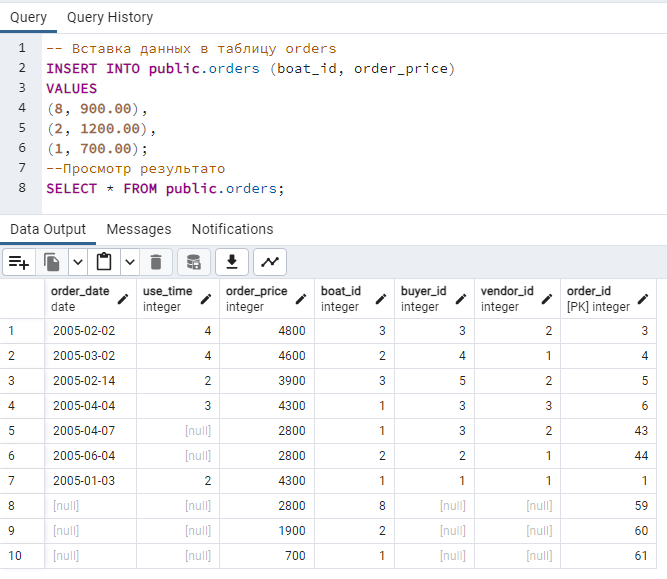 Query Query History
1 -- Вставка данных в таблицу orders
2 INSERT INTO public.orders (boat_id, order_price)
3 VALUES
4 (8, 900.00),
5 (2, 1200.00),
6 (1, 700.00);
7 --Просмотр результато
8 SELECT * FROM public.orders;
Data Output Messages Notifications
order_date use_time order_price boat_id buyer_id vendor_id order_id
date integer integer integer integer integer [PK] integer
1 2005-02-02 4 4800 3 3 2 3
2 2005-03-02 4 4600 2 4 1 4
3 2005-02-14 2 3900 3 5 2 5
4 2005-04-04 3 4300 1 3 3 6
5 2005-04-07 [null] 2800 1 3 2 43
6 2005-06-04 [null] 2800 2 2 1 44
7 2005-01-03 2 4300 1 1 1 1
8 [null] [null] 2800 8 [null] [null] 59
9 [null] [null] 1900 2 [null] [null] 60
10 [null] [null] 700 1 [null] [null] 61